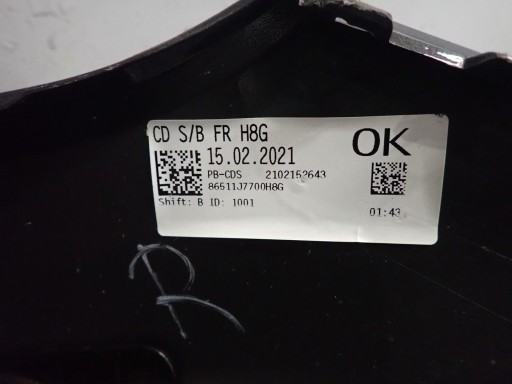 CD S/B FR H8G
OK
15.02.2021
PB-CDS 2102152643
86511J7700H8G
Shift: B ID: 1001
01:43
R